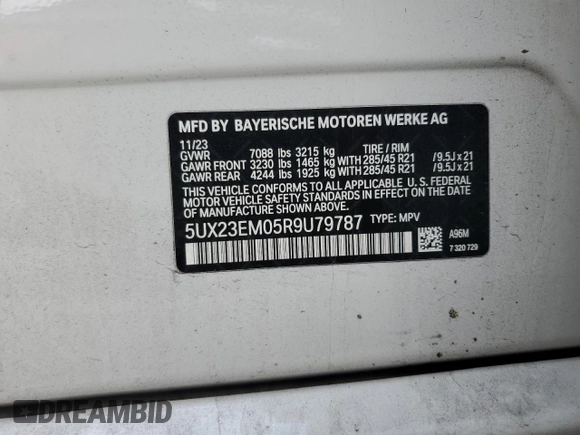 MFD BY BAYERISCHE MOTOREN WERKE AG
11/23
GVWR 7088 lbs 3215 kg TIRE / RIM
GAWR FRONT 3230 lbs 1465 kg WITH 285/45 R21 /9.5J x 21
GAWR REAR 4244 lbs 1925 kg WITH 285/45 R21 /9.5J x 21
THIS VEHICLE CONFORMS TO ALL APPLICABLE U.S. FEDERAL
MOTOR VEHICLE SAFETY STANDARDS IN EFFECT ON THE
DATE OF MANUFACTURE SHOWN ABOVE.
5UX23EM05R9U79787 TYPE: MPV
A96M
7 320 729
DREAMBID